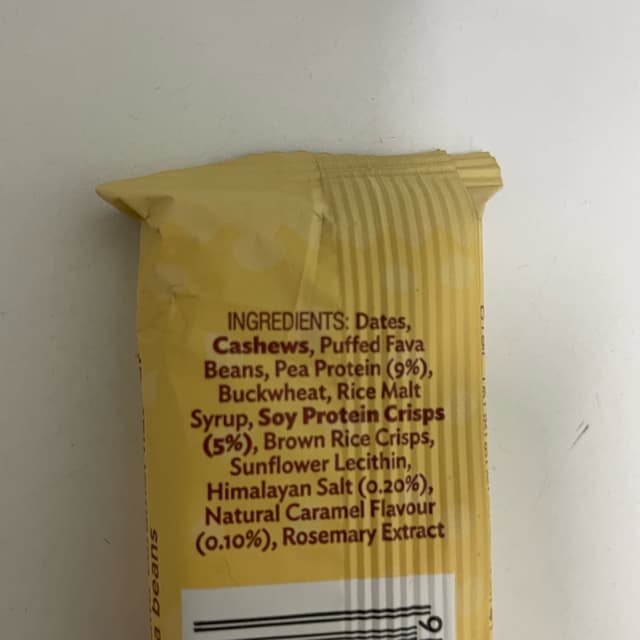 INGREDIENTS: Dates,
Cashews, Puffed Fava
Beans, Pea Protein (9%),
Buckwheat, Rice Malt
Syrup, Soy Protein Crisps
(5%), Brown Rice Crisps,
Sunflower Lecithin,
Himalayan Salt (0.20%),
Natural Caramel Flavour
(0.10%), Rosemary Extract
beans
9